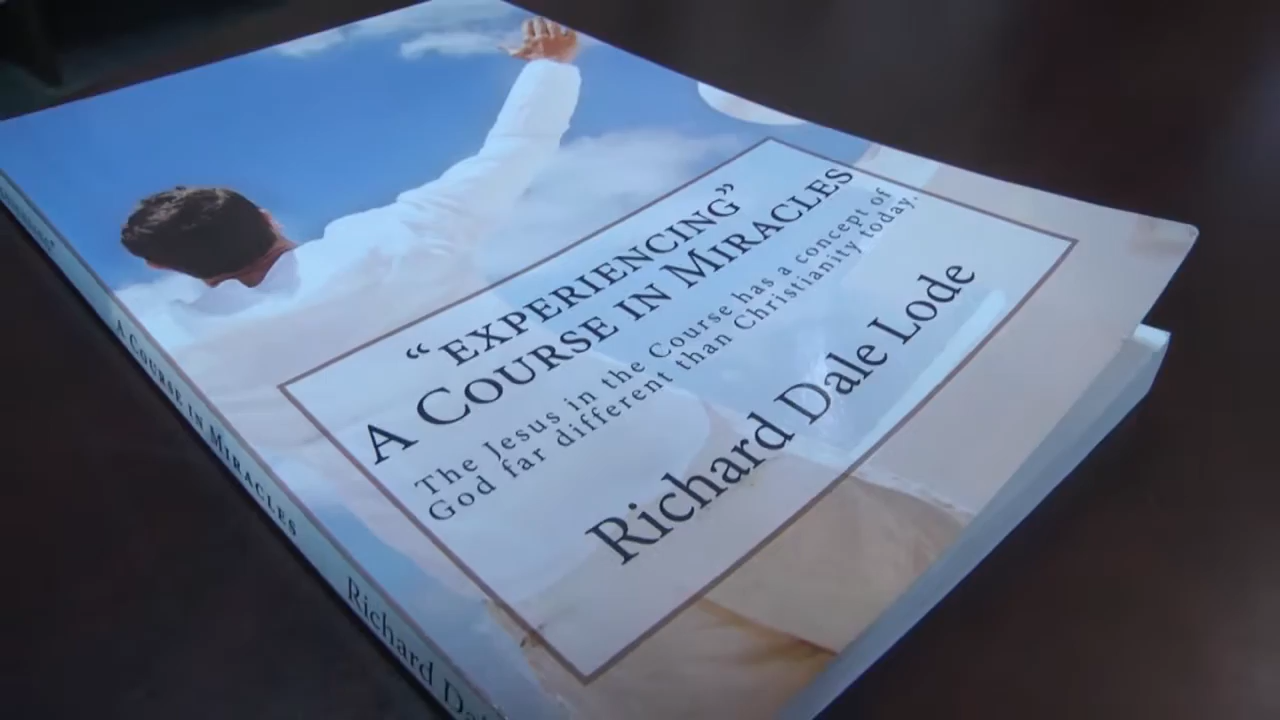 “EXPERIENCING”
A COURSE IN MIRACLES
The Jesus in the Course has a concept of
God far different than Christianity today.
Richard Dale Lode
A COURSE IN MIRACLES
Richard